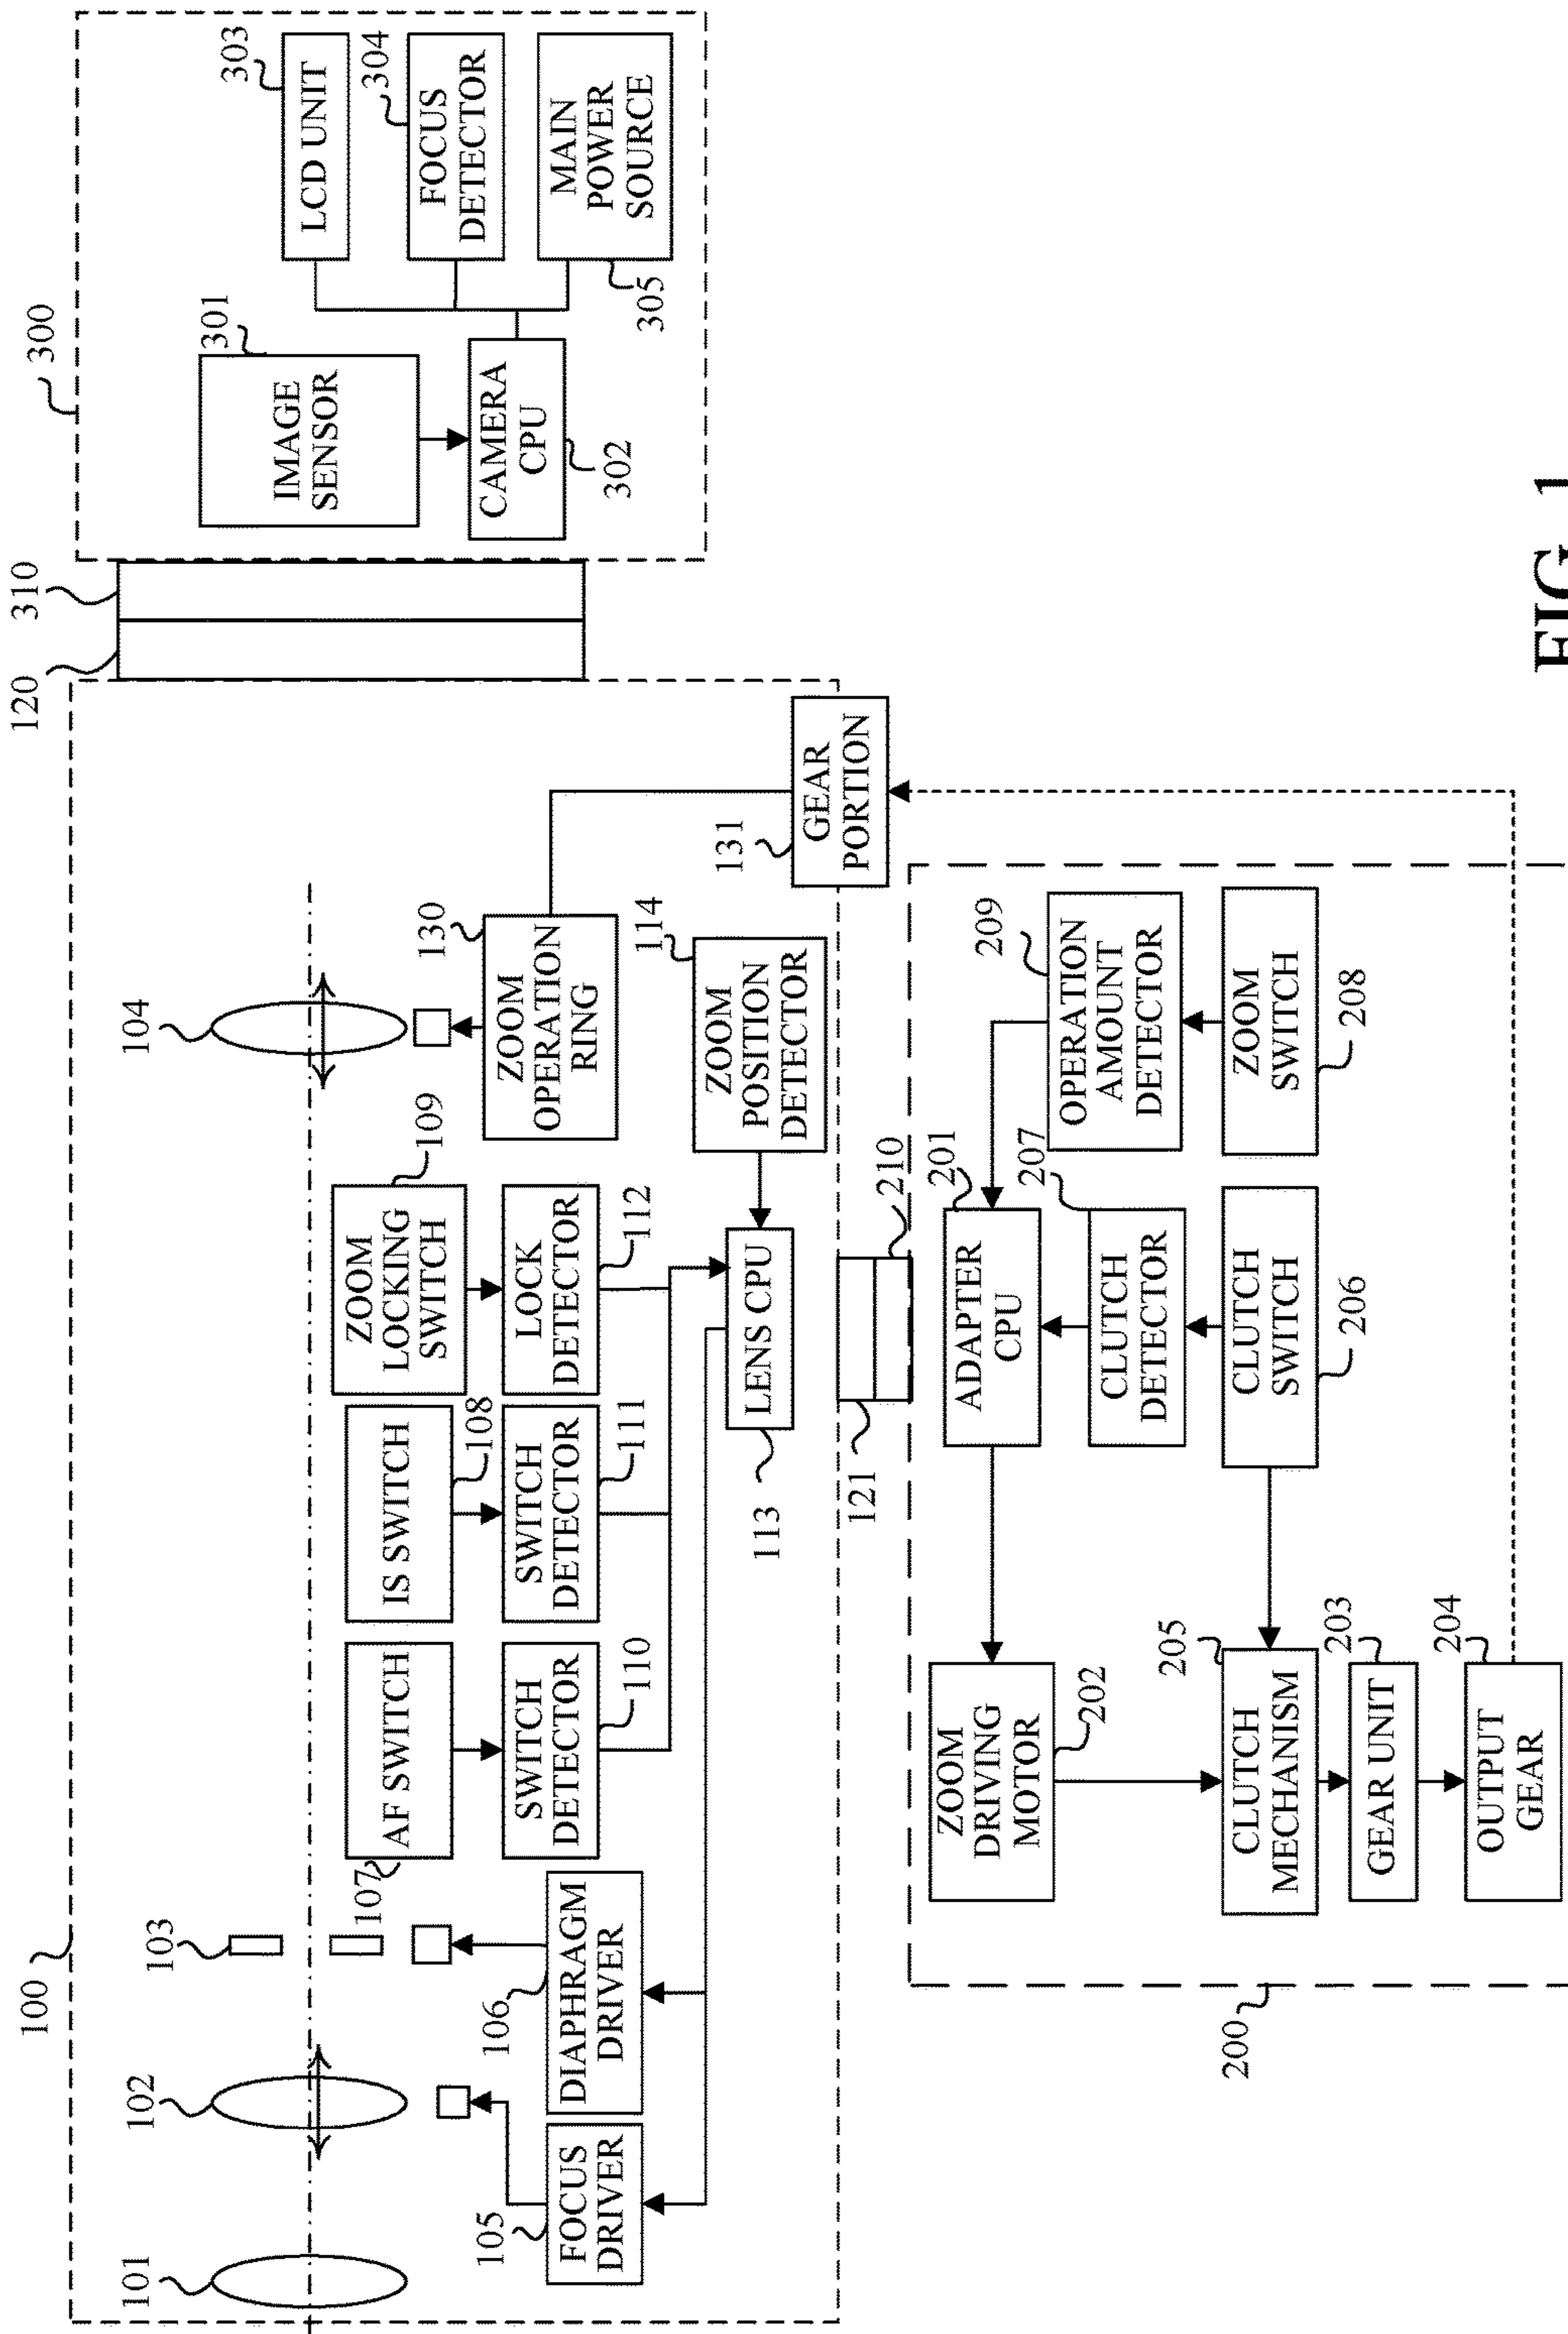 100
101
102
103
104
120
310
300
301
IMAGE
SENSOR
303
LCD UNIT
304
FOCUS
DETECTOR
CAMERA
CPU
302
MAIN
POWER
SOURCE
305
107
AF SWITCH
IS SWITCH
108
ZOOM
LOCKING
SWITCH
109
130
ZOOM
OPERATION
RING
105
FOCUS
DRIVER
106
DIAPHRAGM
DRIVER
SWITCH
DETECTOR
110
SWITCH
DETECTOR
111
LOCK
DETECTOR
112
114
ZOOM
POSITION
DETECTOR
131
GEAR
PORTION
LENS CPU
113
121
210
200
ZOOM
DRIVING
MOTOR
202
201
ADAPTER
CPU
209
OPERATION
AMOUNT
DETECTOR
207
CLUTCH
DETECTOR
205
CLUTCH
MECHANISM
CLUTCH
SWITCH
206
ZOOM
SWITCH
208
203
GEAR UNIT
204
OUTPUT
GEAR
FIG. 1